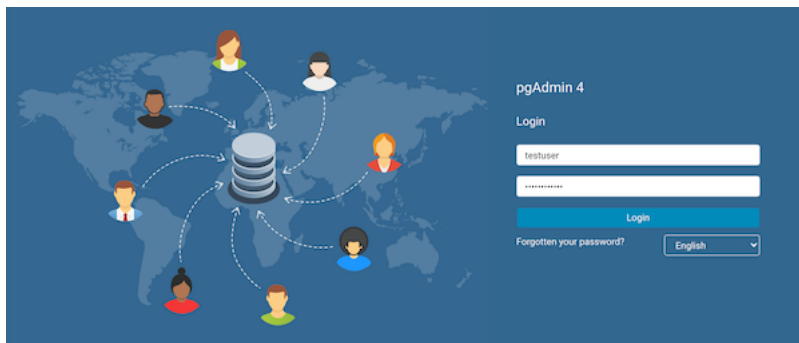 pgAdmin 4
Login
testuser
••••••••••••
Login
Forgotten your password?
English